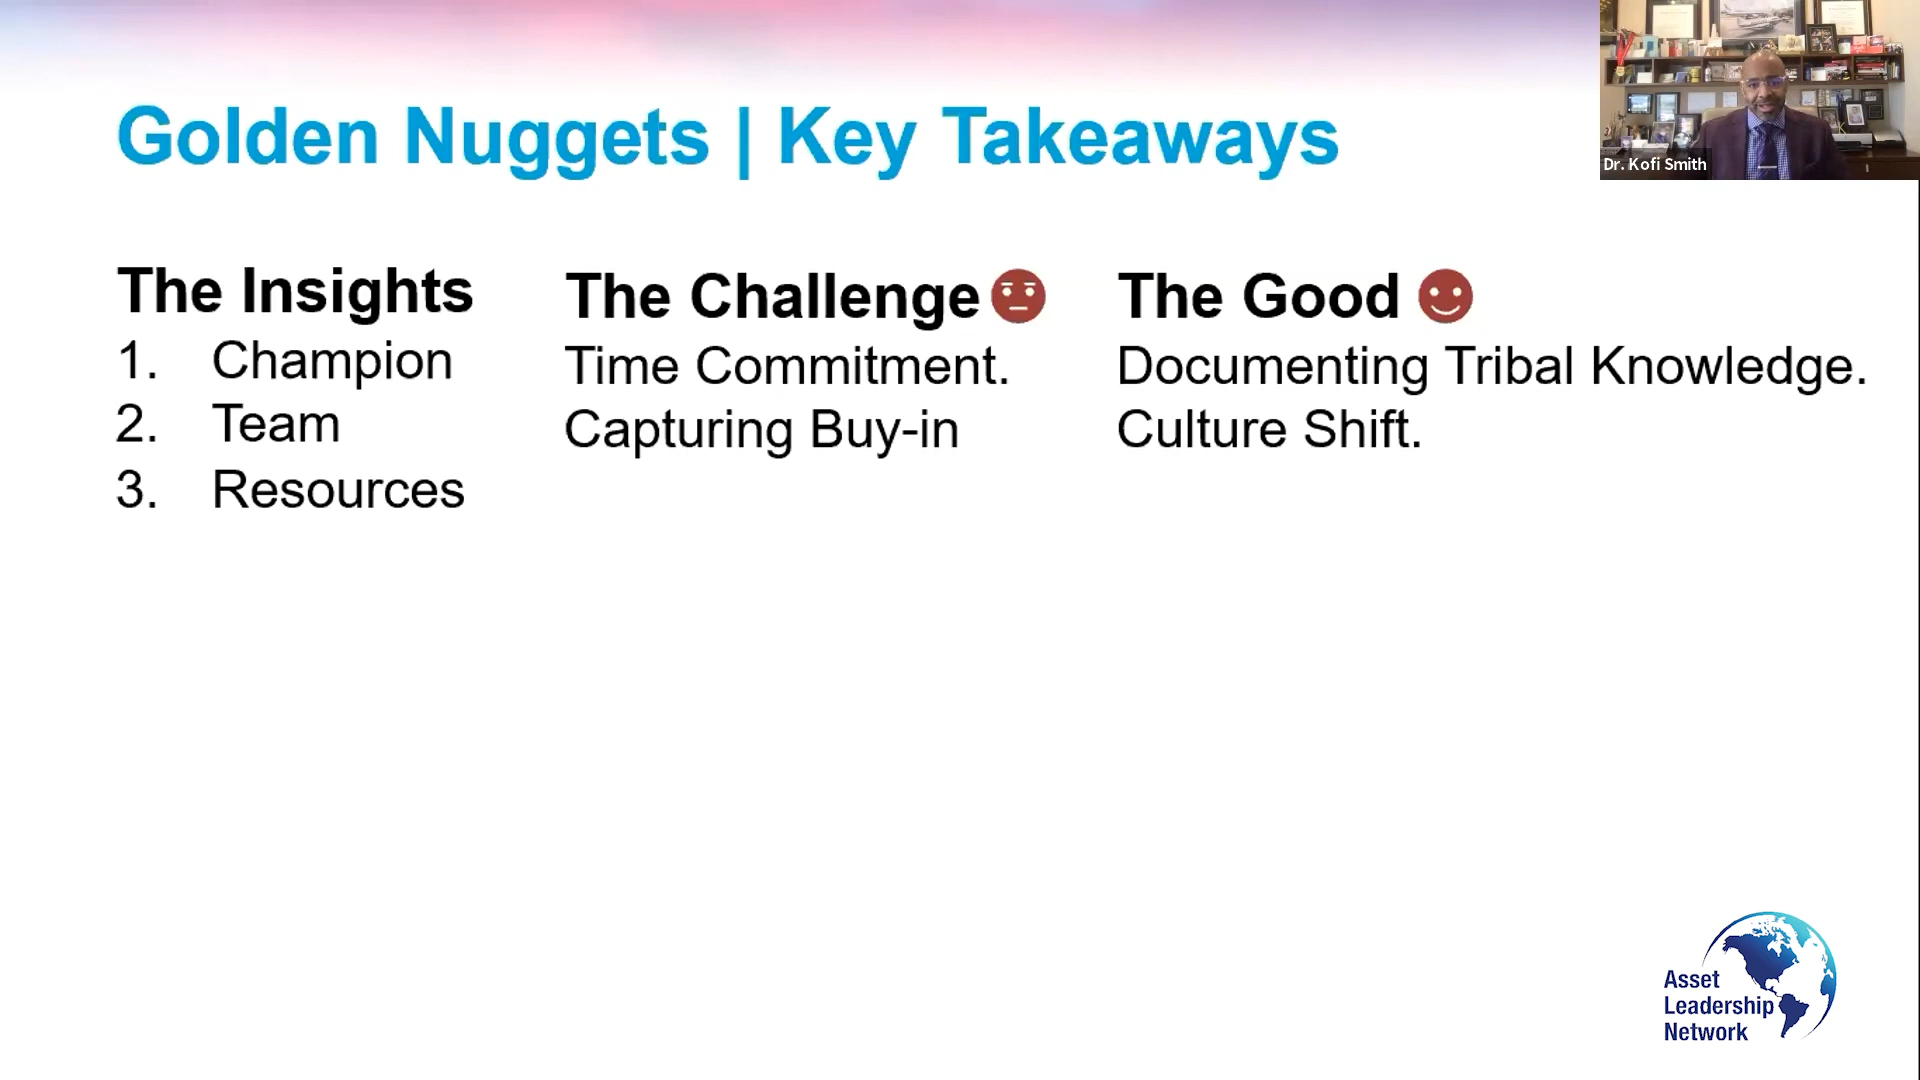 Golden Nuggets | Key Takeaways
Dr. Kofi Smith
The Insights
1. Champion
2. Team
3. Resources
The Challenge
Time Commitment.
Capturing Buy-in
The Good
Documenting Tribal Knowledge.
Culture Shift.
Asset
Leadership
Network